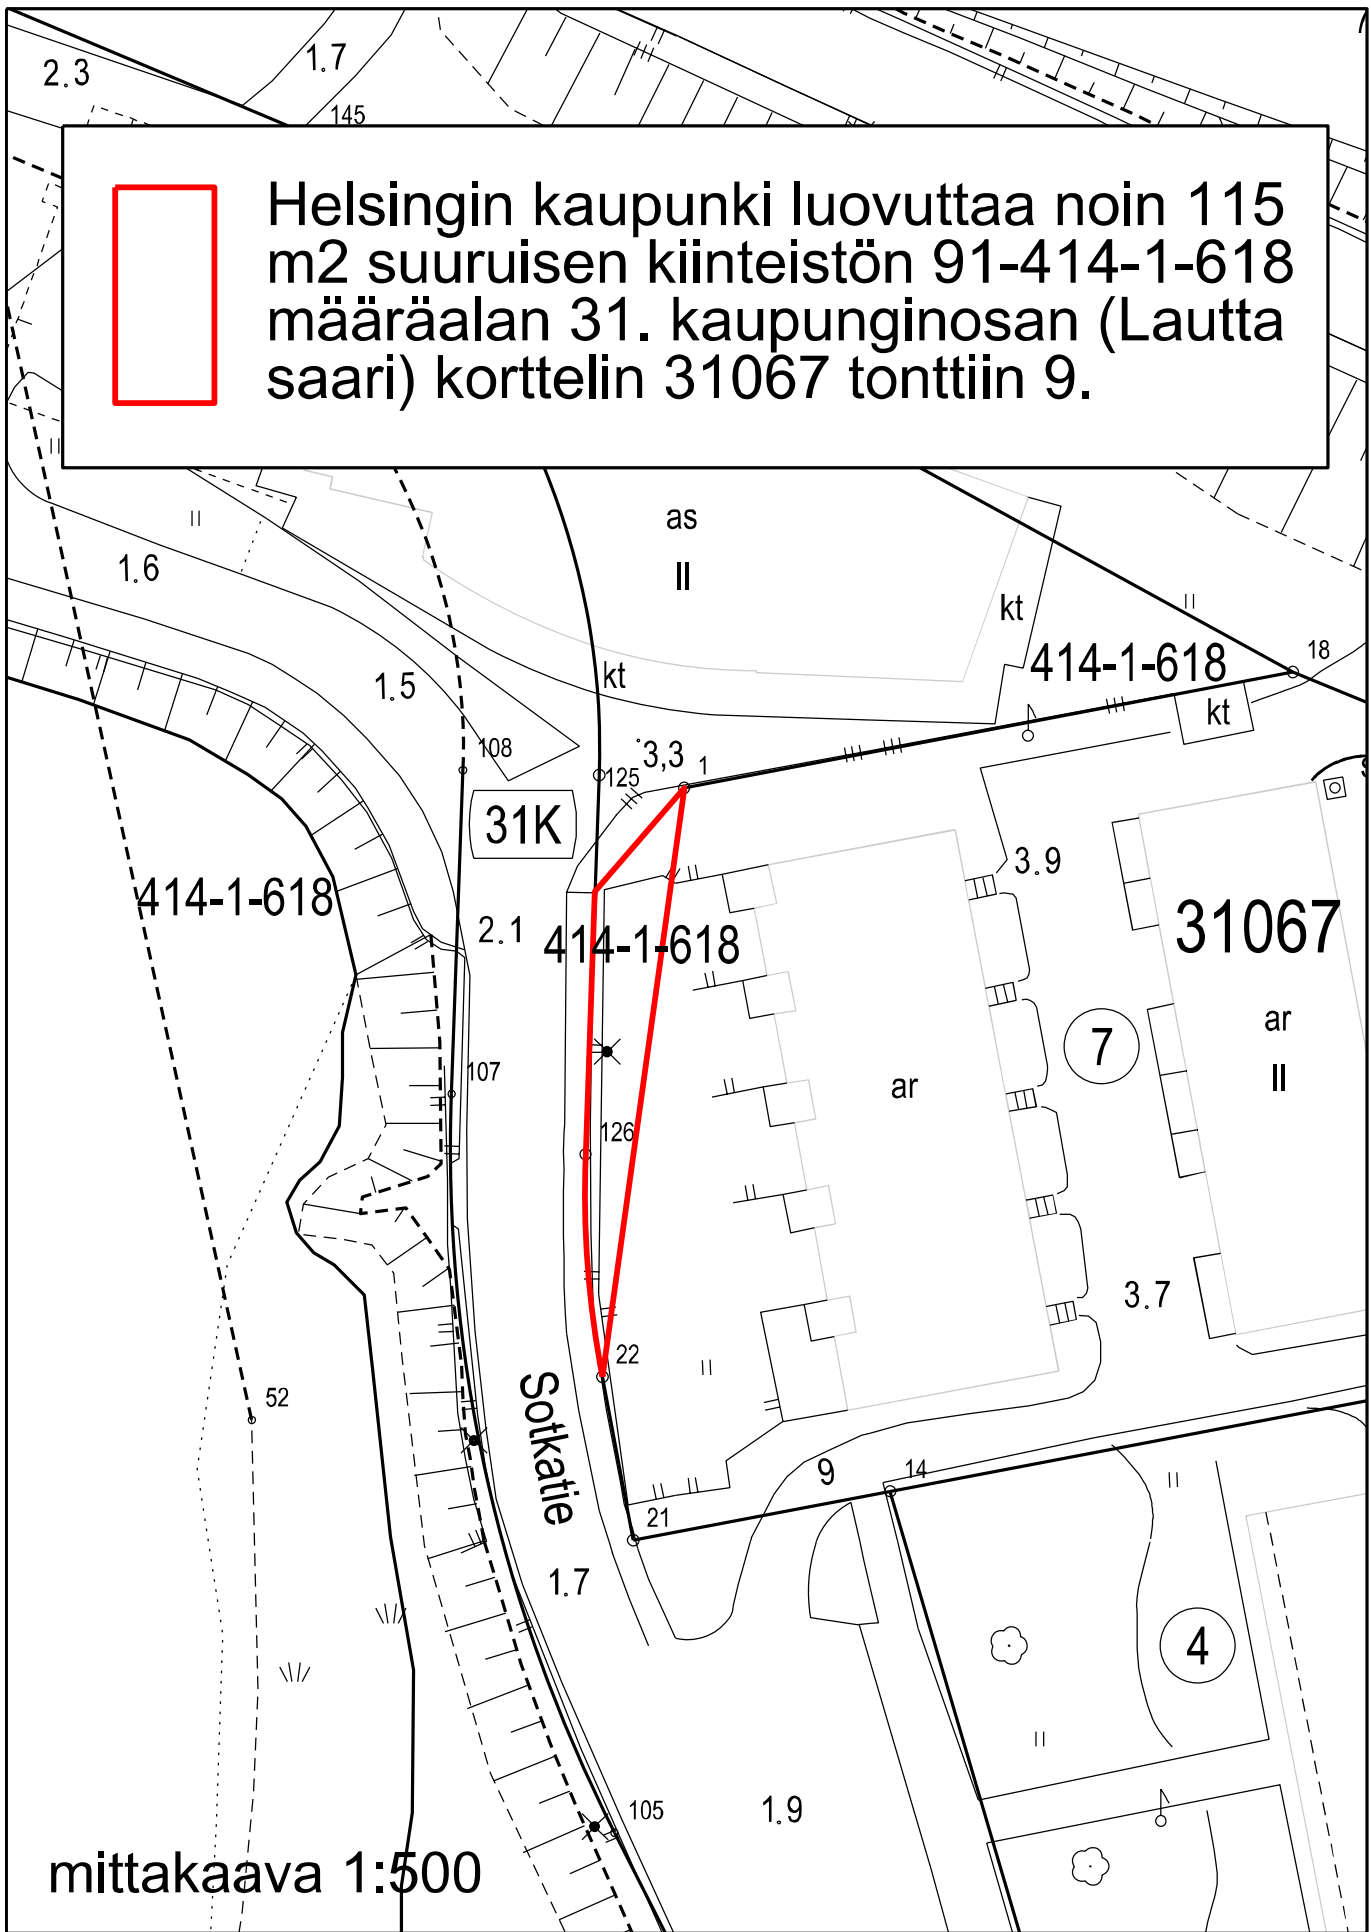 2.3
1.7
145
Helsingin kaupunki luovuttaa noin 115
m2 suuruisen kiinteistön 91-414-1-618
määräalan 31. kaupunginosan (Lautta
saari) korttelin 31067 tonttiin 9.
as
II
1.6
kt
414-1-618
18
1.5
kt
kt
108
125
3,3
1
31K
3.9
414-1-618
2.1
414-1-618
31067
ar
II
7
107
ar
126
3.7
22
52
Sotkatie
9
14
21
1.7
4
105
1.9
mittakaava 1:500